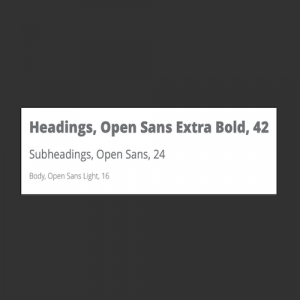 Headings, Open Sans Extra Bold, 42
Subheadings, Open Sans, 24
Body, Open Sans Light, 16